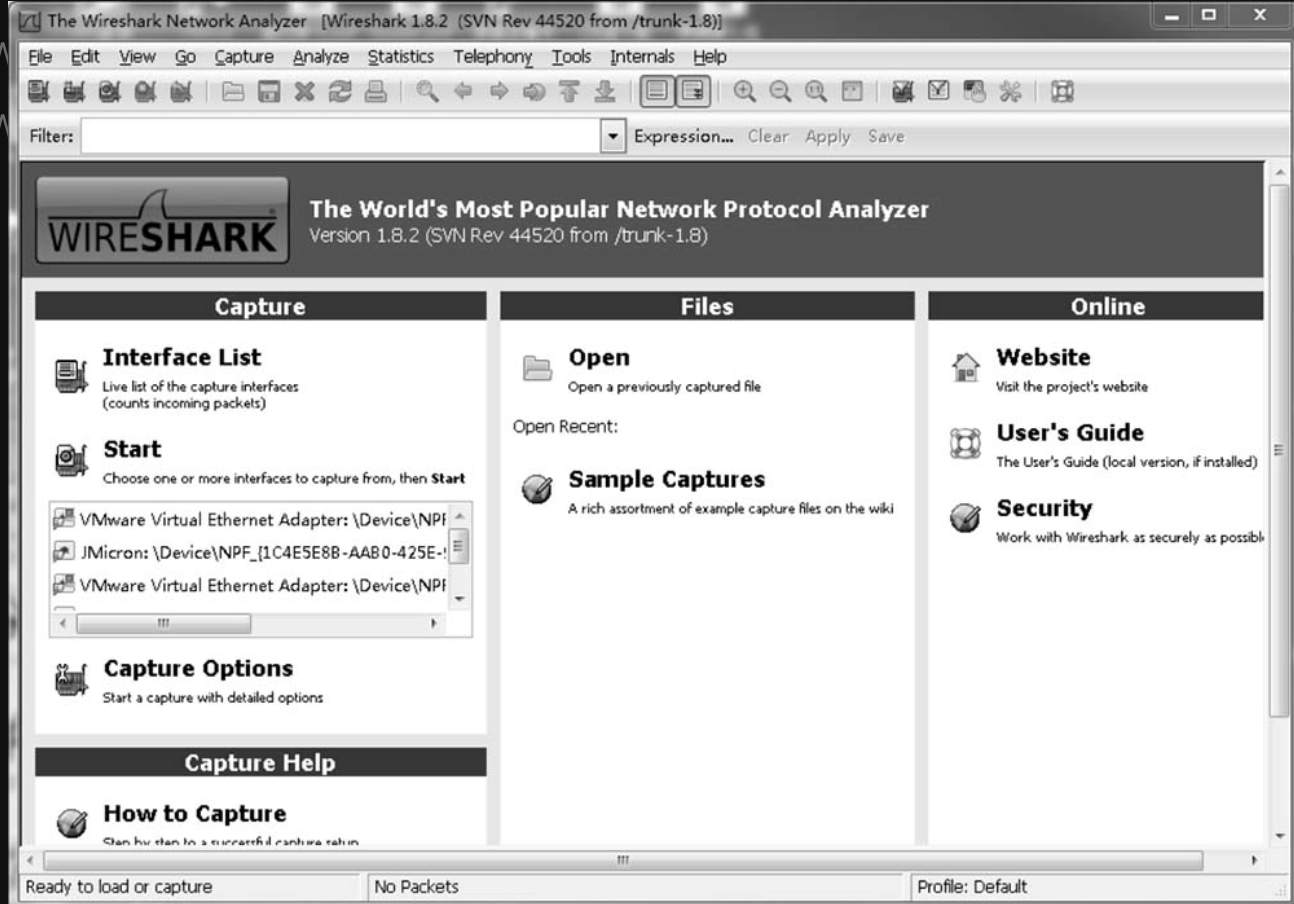 The Wireshark Network Analyzer [Wireshark 1.8.2 (SVN Rev 44520 from /trunk-1.8)]
File Edit View Go Capture Analyze Statistics Telephony Tools Internals Help
Filter:
Expression... Clear Apply Save
WIRESHARK
The World's Most Popular Network Protocol Analyzer
Version 1.8.2 (SVN Rev 44520 from /trunk-1.8)
Capture
Interface List
Live list of the capture interfaces
(counts incoming packets)
Start
Choose one or more interfaces to capture from, then Start
VMware Virtual Ethernet Adapter: \Device\NPF
JMicron: \Device\NPF_{1C4E5E8B-AAB0-425E-
VMware Virtual Ethernet Adapter: \Device\NPF
Capture Options
Start a capture with detailed options
Capture Help
How to Capture
Step by step to a successful capture setup
Files
Open
Open a previously captured file
Open Recent:
Sample Captures
A rich assortment of example capture files on the wiki
Online
Website
Visit the project's website
User's Guide
The User's Guide (local version, if installed)
Security
Work with Wireshark as securely as possible
Ready to load or capture
No Packets
Profile: Default